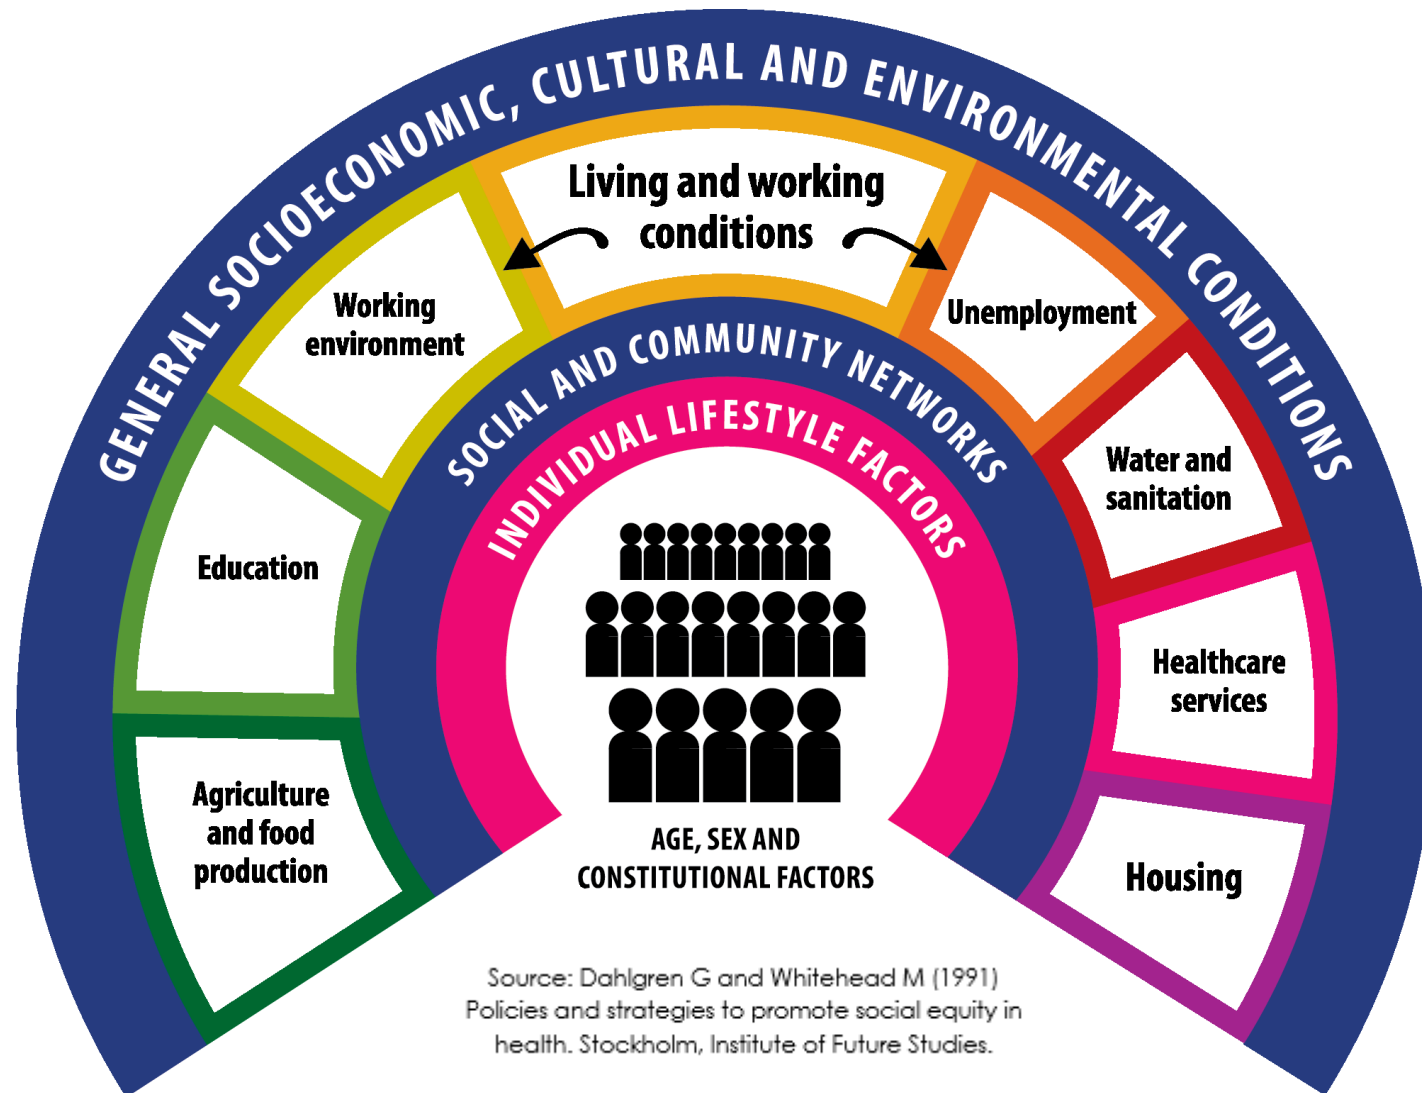 GENERAL SOCIOECONOMIC, CULTURAL AND ENVIRONMENTAL CONDITIONS
Living and working
conditions
Working
environment
Unemployment
SOCIAL AND COMMUNITY NETWORKS
INDIVIDUAL LIFESTYLE FACTORS
Water and
sanitation
Education
Healthcare
services
Agriculture
and food
production
Housing
AGE, SEX AND
CONSTITUTIONAL FACTORS
Source: Dahlgren G and Whitehead M (1991)
Policies and strategies to promote social equity in
health. Stockholm, Institute of Future Studies.